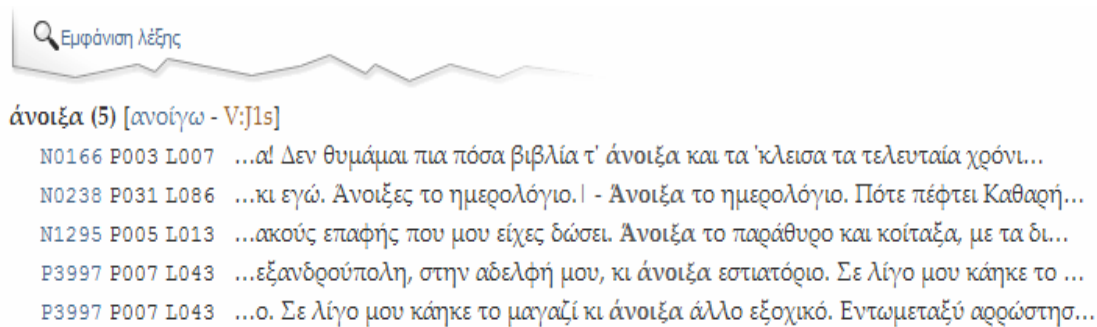 Εμφάνιση λέξης
άνοιξα (5) [ανοίγω - V:J1s]
N0166 P003 L007 ...α! Δεν θυμάμαι πια πόσα βιβλία τ' άνοιξα και τα 'κλεισα τα τελευταία χρόνι...
N0238 P031 L086 ...κι εγώ. Άνοιξες το ημερολόγιο.| - Άνοιξα το ημερολόγιο. Πότε πέφτει Καθαρή...
N1295 P005 L013 ...ακούς επαφής που μου είχες δώσει. Άνοιξα το παράθυρο και κοίταξα, με τα δι...
P3997 P007 L043 ...εξανδρούπολη, στην αδελφή μου, κι άνοιξα εστιατόριο. Σε λίγο μου κάηκε το ...
P3997 P007 L043 ...ο. Σε λίγο μου κάηκε το μαγαζί κι άνοιξα άλλο εξοχικό. Εντωμεταξύ αρρώστησ...